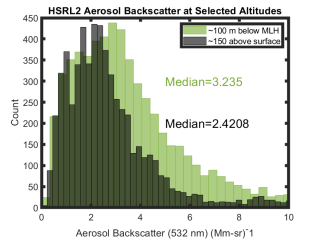 HSRL2 Aerosol Backscatter at Selected Altitudes
450
400
350
300
250
200
150
100
50
0
Count
~100 m below MLH
~150 above surface
Median=3.235
Median=2.4208
0 2 4 6 8 10
Aerosol Backscatter (532 nm) (Mm-sr)^-1